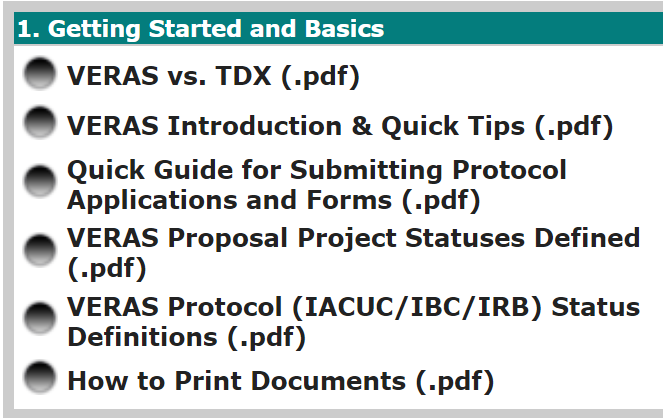 1. Getting Started and Basics
VERAS vs. TDX (.pdf)
VERAS Introduction & Quick Tips (.pdf)
Quick Guide for Submitting Protocol
Applications and Forms (.pdf)
VERAS Proposal Project Statuses Defined
(.pdf)
VERAS Protocol (IACUC/IBC/IRB) Status
Definitions (.pdf)
How to Print Documents (.pdf)